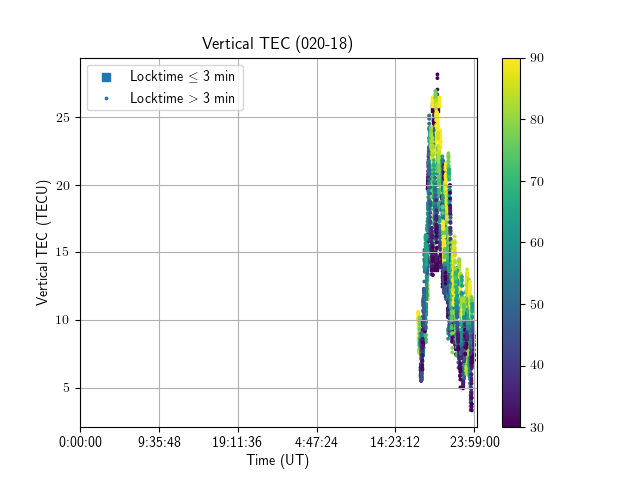 Vertical TEC (020-18)
Locktime ≤ 3 min
Locktime > 3 min
Vertical TEC (TECU)
25
20
15
10
5
0:00:00 9:35:48 19:11:36 4:47:24 14:23:12 23:59:00
Time (UT)
90
80
70
60
50
40
30